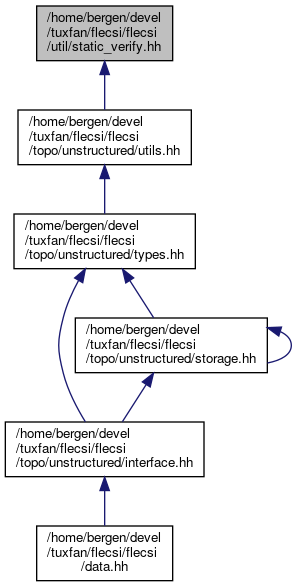 /home/bergen/devel
/tuxfan/flecsi/flecsi
/util/static_verify.hh
/home/bergen/devel
/tuxfan/flecsi/flecsi
/topo/unstructured/utils.hh
/home/bergen/devel
/tuxfan/flecsi/flecsi
/topo/unstructured/types.hh
/home/bergen/devel
/tuxfan/flecsi/flecsi
/topo/unstructured/storage.hh
/home/bergen/devel
/tuxfan/flecsi/flecsi
/topo/unstructured/interface.hh
/home/bergen/devel
/tuxfan/flecsi/flecsi
/data.hh